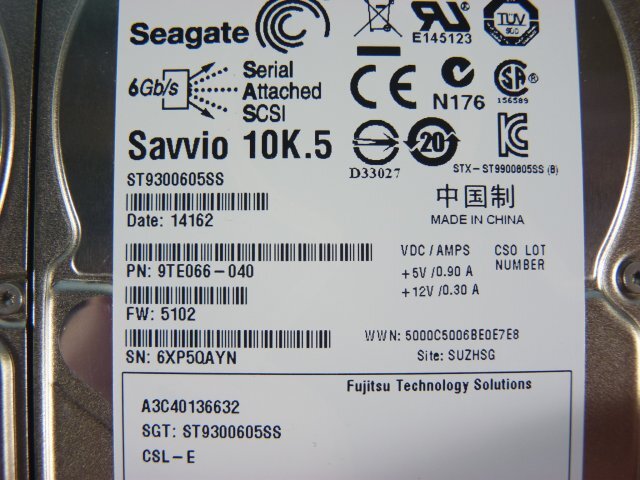 Seagate
6Gb/s
Serial
Attached
SCSI
Savvio 10K.5
ST9300605SS
Date: 14162
PN: 9TE066-040
FW: 5102
SN: 6XP5QAYN
E145123
TUV
N176
156589
20
D33027
STX-ST9900805SS (B)
中国制
MADE IN CHINA
VDC / AMPS
+5V /0.90 A
+12V /0.30 A
CSO LOT
NUMBER
WWN: 5000C5006BE0E7E8
Site: SUZHSG
Fujitsu Technology Solutions
A3C40136632
SGT: ST9300605SS
CSL-E